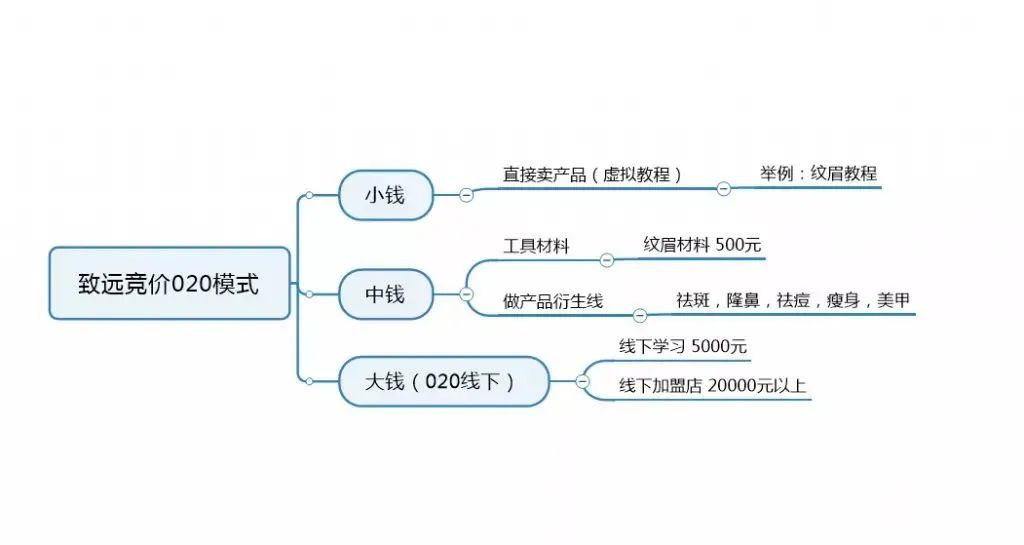 致远竞价020模式
小钱
直接卖产品（虚拟教程）
举例：纹眉教程
中钱
工具材料
纹眉材料 500元
做产品衍生线
祛斑，隆鼻，祛痘，瘦身，美甲
大钱（020线下）
线下学习 5000元
线下加盟店 20000元以上